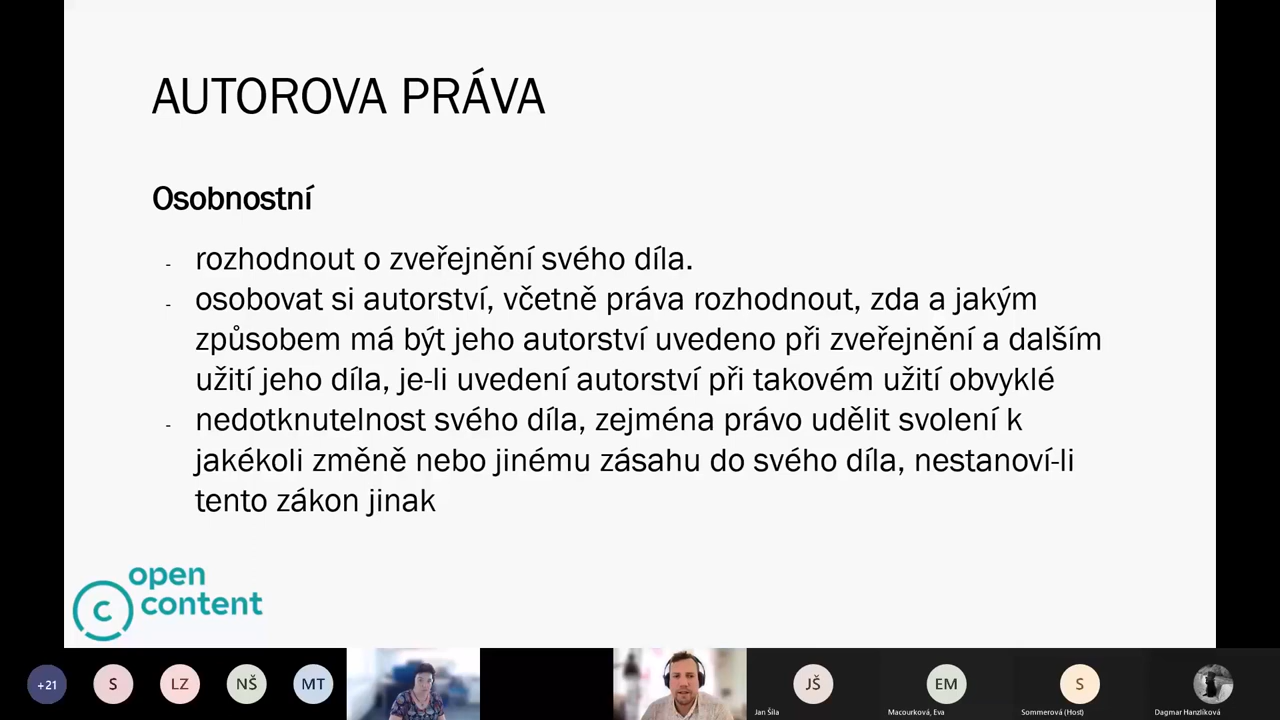 AUTOROVA PRÁVA
Osobnostní
- rozhodnout o zveřejnění svého díla.
- osobovat si autorství, včetně práva rozhodnout, zda a jakým
způsobem má být jeho autorství uvedeno při zveřejnění a dalším
užití jeho díla, je-li uvedení autorství při takovém užití obvyklé
- nedotknutelnost svého díla, zejména právo udělit svolení k
jakékoli změně nebo jinému zásahu do svého díla, nestanoví-li
tento zákon jinak
open
c content
+21 S LZ NŠ MT JŠ EM S
Jan Šíla Macourková, Eva Sommerová (Host) Dagmar Hanzlíková